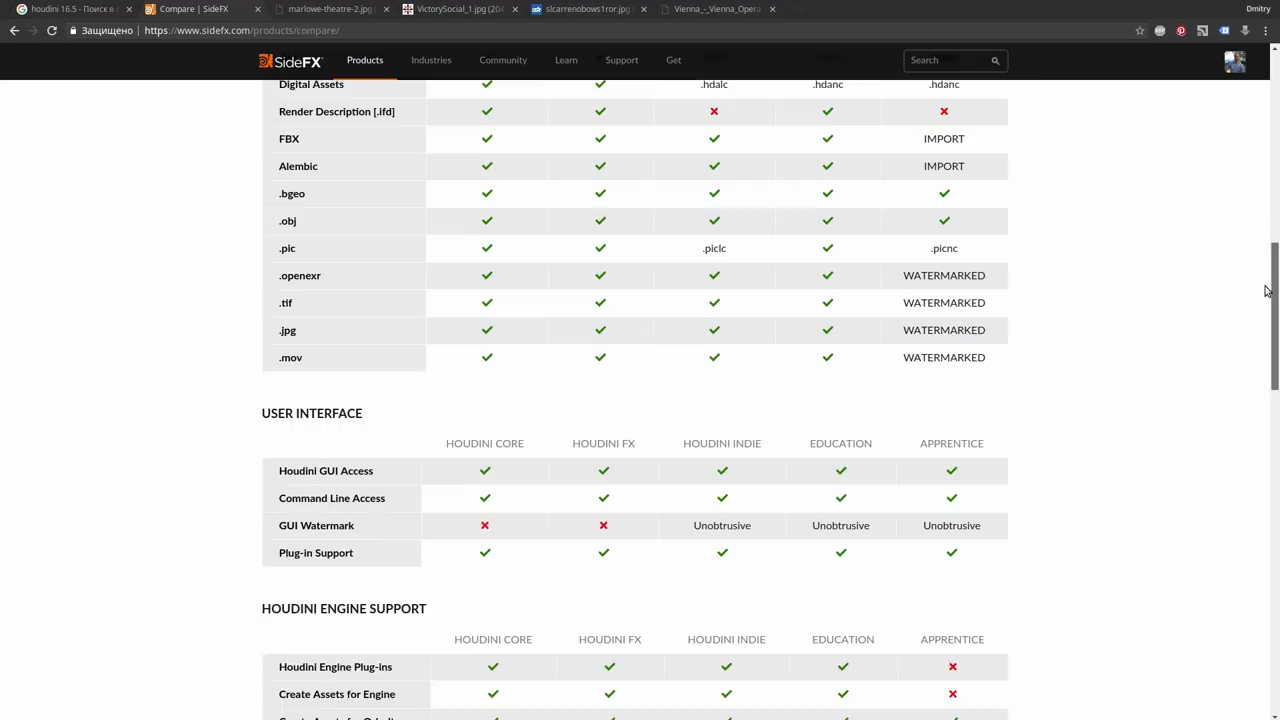 houdini 16.5 - Поиск в G
Compare | SideFX
marlowe-theatre-2.jpg (
VictorySocial_1.jpg (204
slcarrenobows1ror.jpg (
Vienna_-_Vienna_Opera_
Dmitry
Защищено
https://www.sidefx.com/products/compare/
SideFX
Products
Industries
Community
Learn
Support
Get
Search
Digital Assets .hdalc .hdanc .hdanc
Render Description [.ifd]
FBX IMPORT
Alembic IMPORT
.bgeo
.obj
.pic .piclc .picnc
.openexr WATERMARKED
.tif WATERMARKED
.jpg WATERMARKED
.mov WATERMARKED
USER INTERFACE
HOUDINI CORE HOUDINI FX HOUDINI INDIE EDUCATION APPRENTICE
Houdini GUI Access
Command Line Access
GUI Watermark Unobtrusive Unobtrusive Unobtrusive
Plug-in Support
HOUDINI ENGINE SUPPORT
HOUDINI CORE HOUDINI FX HOUDINI INDIE EDUCATION APPRENTICE
Houdini Engine Plug-ins
Create Assets for Engine